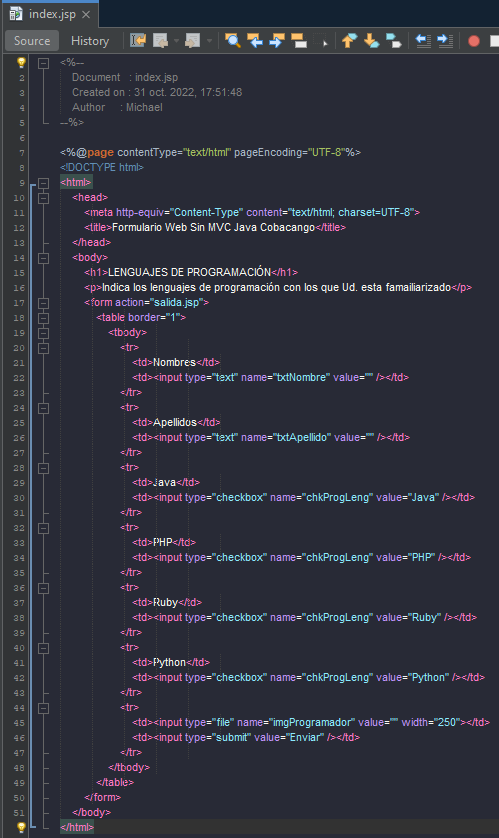 index.jsp
Source History
<%--
2 Document : index.jsp
3 Created on : 31 oct. 2022, 17:51:48
4 Author : Michael
5 --%>
6
7 <%@page contentType="text/html" pageEncoding="UTF-8"%>
8 <!DOCTYPE html>
9 <html>
10 <head>
11 <meta http-equiv="Content-Type" content="text/html; charset=UTF-8">
12 <title>Formulario Web Sin MVC Java Cobacango</title>
13 </head>
14 <body>
15 <h1>LENGUAJES DE PROGRAMACIÓN</h1>
16 <p>Indica los lenguajes de programación con los que Ud. esta famailiarizado</p>
17 <form action="salida.jsp">
18 <table border="1">
19 <tbody>
20 <tr>
21 <td>Nombres</td>
22 <td><input type="text" name="txtNombre" value="" /></td>
23 </tr>
24 <tr>
25 <td>Apellidos</td>
26 <td><input type="text" name="txtApellido" value="" /></td>
27 </tr>
28 <tr>
29 <td>Java</td>
30 <td><input type="checkbox" name="chkProgLeng" value="Java" /></td>
31 </tr>
32 <tr>
33 <td>PHP</td>
34 <td><input type="checkbox" name="chkProgLeng" value="PHP" /></td>
35 </tr>
36 <tr>
37 <td>Ruby</td>
38 <td><input type="checkbox" name="chkProgLeng" value="Ruby" /></td>
39 </tr>
40 <tr>
41 <td>Python</td>
42 <td><input type="checkbox" name="chkProgLeng" value="Python" /></td>
43 </tr>
44 <tr>
45 <td><input type="file" name="imgProgramador" value="" width="250"></td>
46 <td><input type="submit" value="Enviar" /></td>
47 </tr>
48 </tbody>
49 </table>
50 </form>
51 </body>
</html>